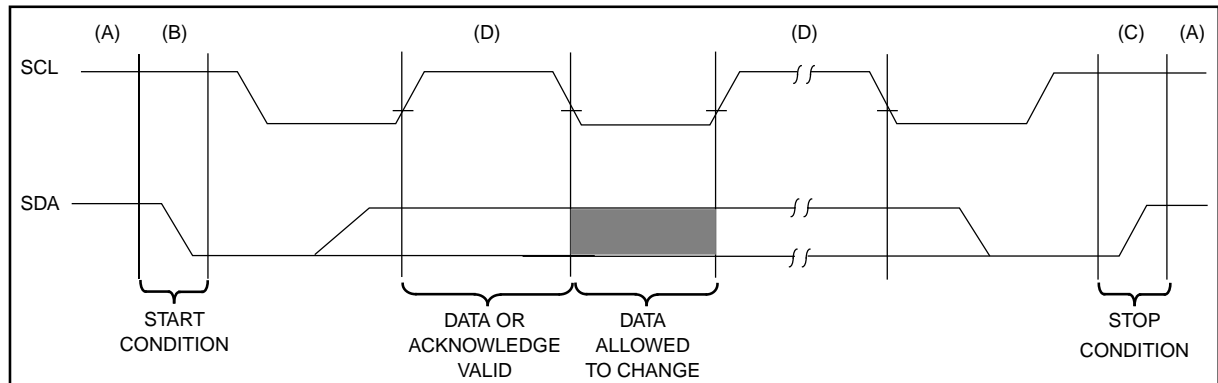 (A) (B) (D) (D) (C) (A)
SCL
SDA
START
CONDITION
DATA OR
ACKNOWLEDGE
VALID
DATA
ALLOWED
TO CHANGE
STOP
CONDITION